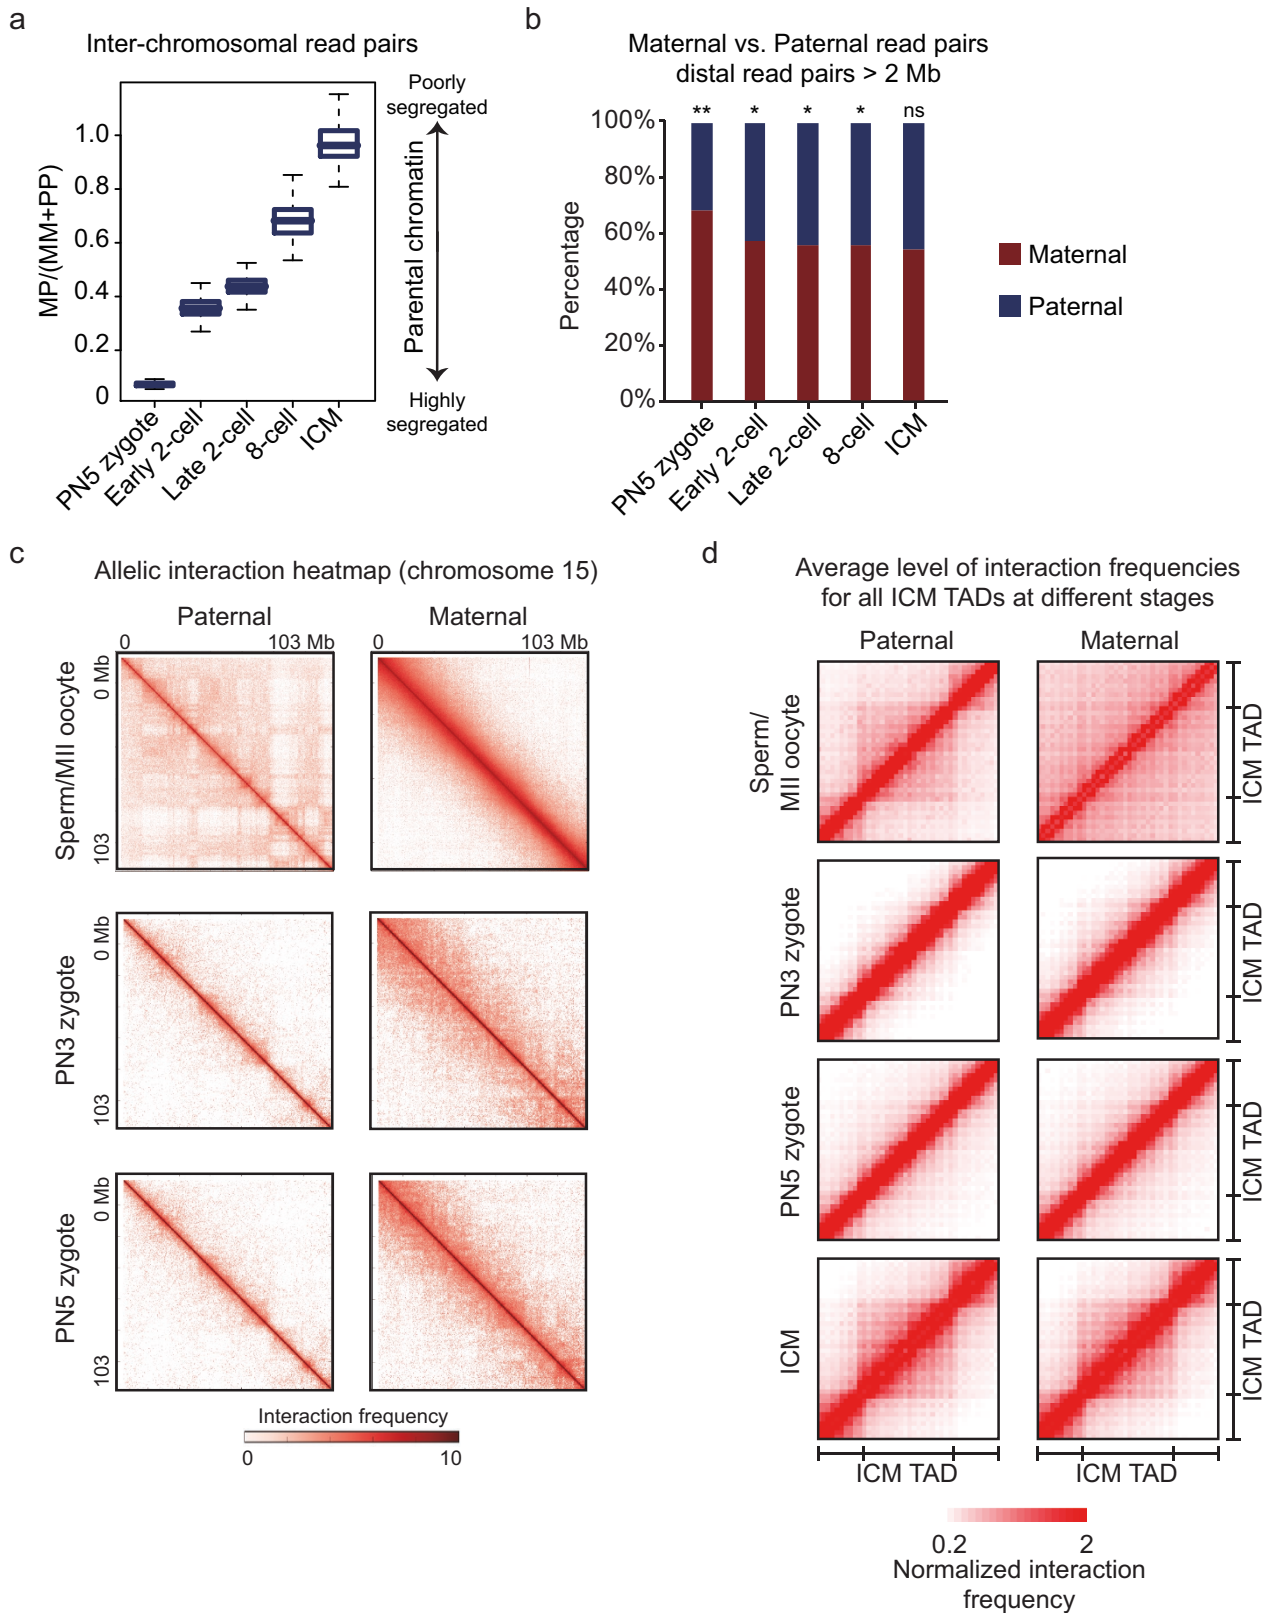 a
Inter-chromosomal read pairs
MP/(MM+PP)
1.0
0.8
0.6
0.4
0.2
0
PN5 zygote
Early 2-cell
Late 2-cell
8-cell
ICM
Poorly
segregated
Parental chromatin
Highly
segregated
b
Maternal vs. Paternal read pairs
distal read pairs > 2 Mb
Percentage
100%
80%
60%
40%
20%
0%
** * * * ns
PN5 zygote
Early 2-cell
Late 2-cell
8-cell
ICM
Maternal
Paternal
c
Allelic interaction heatmap (chromosome 15)
Paternal Maternal
0 103 Mb 0 103 Mb
Sperm/MII oocyte
0 Mb
103
PN3 zygote
0 Mb
103
PN5 zygote
0 Mb
103
Interaction frequency
0 10
d
Average level of interaction frequencies
for all ICM TADs at different stages
Paternal Maternal
Sperm/
MII oocyte
ICM TAD
PN3 zygote
ICM TAD
PN5 zygote
ICM TAD
ICM
ICM TAD
ICM TAD ICM TAD
0.2 2
Normalized interaction
frequency